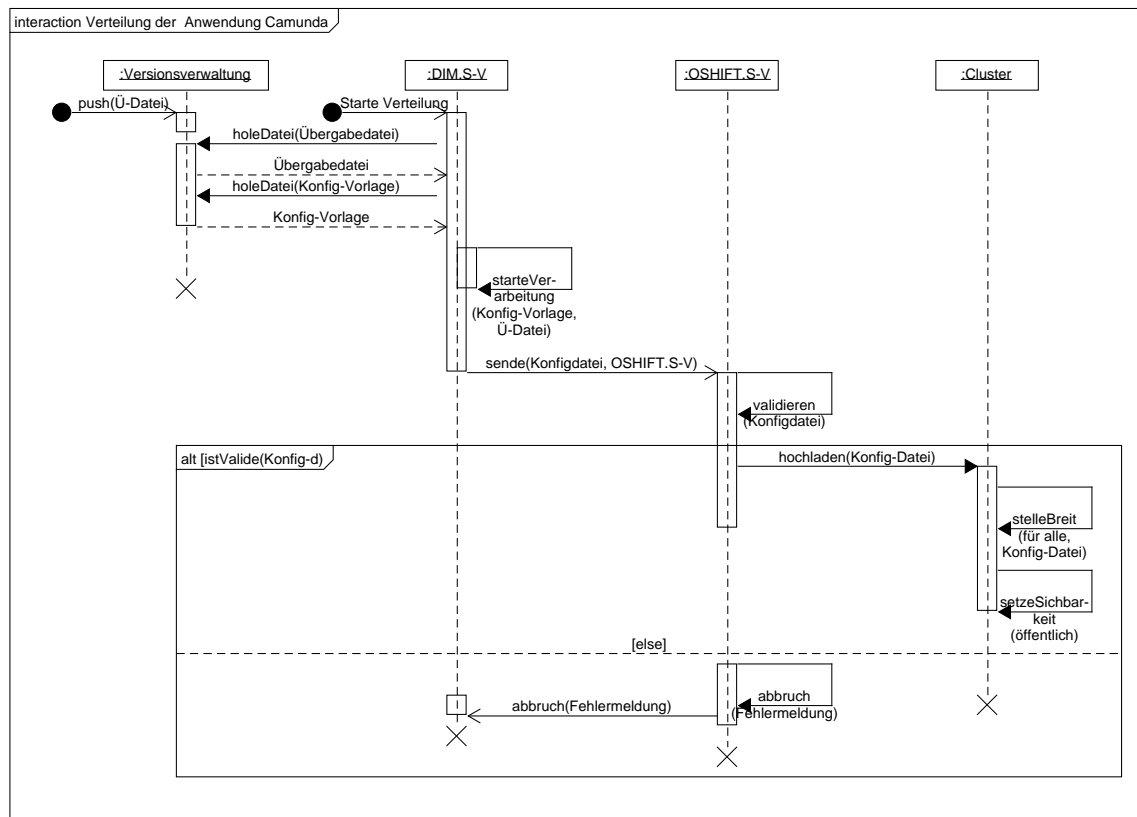 interaction Verteilung der Anwendung Camunda
:Versionsverwaltung
:DIM.S-V
:OSHIFT.S-V
:Cluster
push(Ü-Datei)
Starte Verteilung
holeDatei(Übergabedatei)
Übergabedatei
holeDatei(Konfig-Vorlage)
Konfig-Vorlage
starteVer-
arbeitung
(Konfig-Vorlage,
Ü-Datei)
sende(Konfigdatei, OSHIFT.S-V)
validieren
(Konfigdatei)
alt [istValide(Konfig-d)
hochladen(Konfig-Datei)
stelleBreit
(für alle,
Konfig-Datei)
setzeSichbar-
keit
(öffentlich)
[else]
abbruch
(Fehlermeldung)
abbruch(Fehlermeldung)